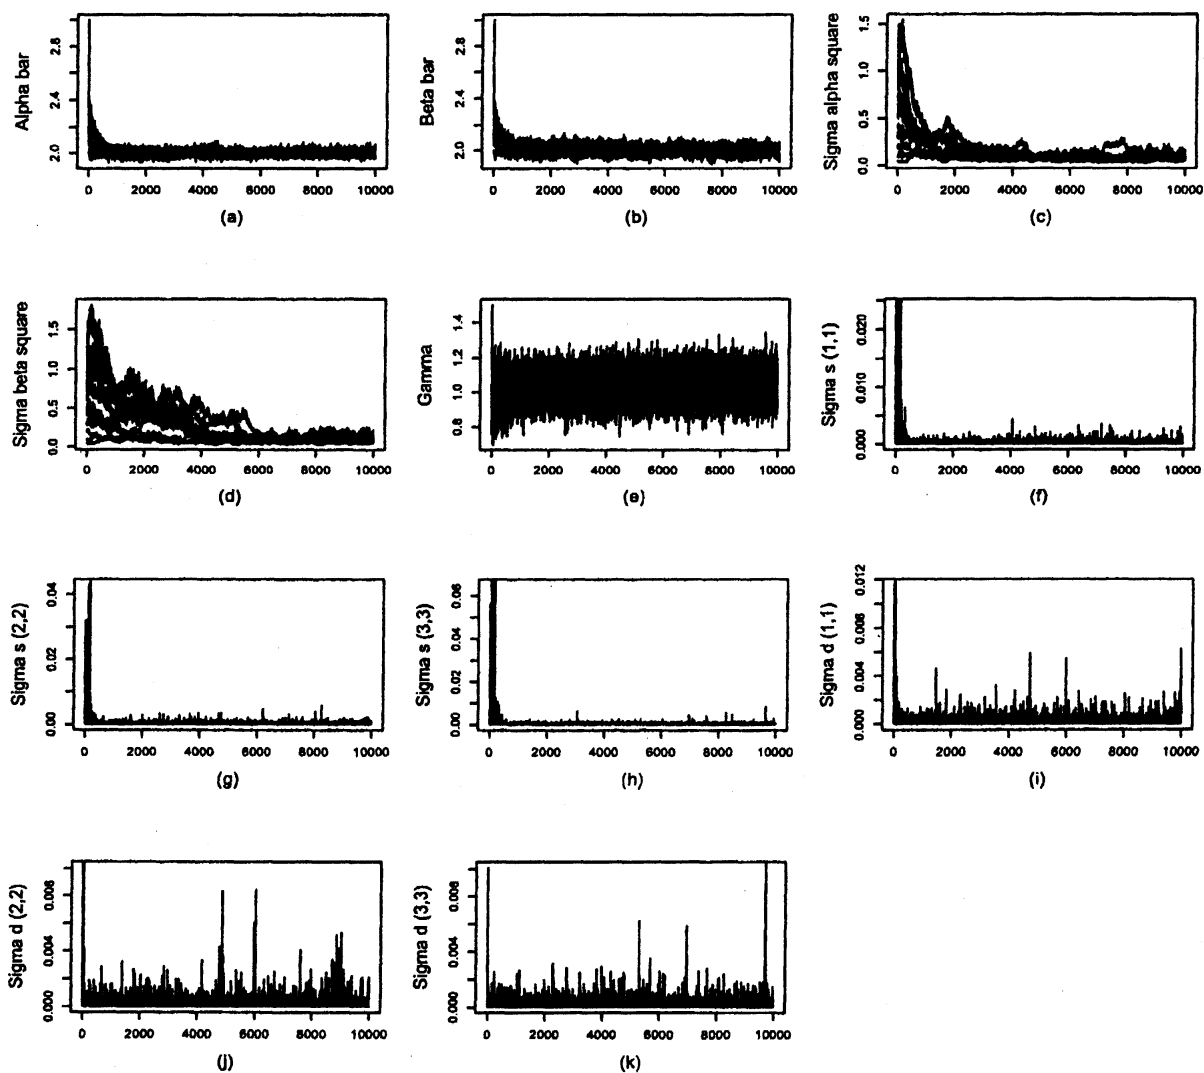 Alpha bar
2.0 2.4 2.8
0 2000 4000 6000 8000 10000
(a)
Beta bar
2.0 2.4 2.8
0 2000 4000 6000 8000 10000
(b)
Sigma alpha square
0.0 0.5 1.0 1.5
0 2000 4000 6000 8000 10000
(c)
Sigma beta square
0.0 0.5 1.0 1.5
0 2000 4000 6000 8000 10000
(d)
Gamma
0.8 1.0 1.2 1.4
0 2000 4000 6000 8000 10000
(e)
Sigma s (1,1)
0.000 0.010 0.020
0 2000 4000 6000 8000 10000
(f)
Sigma s (2,2)
0.00 0.02 0.04
0 2000 4000 6000 8000 10000
(g)
Sigma s (3,3)
0.00 0.02 0.04 0.06
0 2000 4000 6000 8000 10000
(h)
Sigma d (1,1)
0.000 0.004 0.008 0.012
0 2000 4000 6000 8000 10000
(i)
Sigma d (2,2)
0.000 0.004 0.008
0 2000 4000 6000 8000 10000
(j)
Sigma d (3,3)
0.000 0.004 0.008
0 2000 4000 6000 8000 10000
(k)